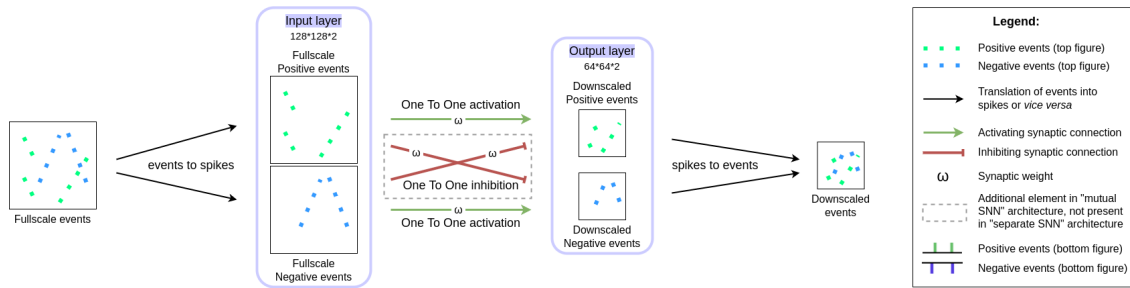 Fullscale events
events to spikes
Input layer
128*128*2
Fullscale
Positive events
Fullscale
Negative events
One To One activation
ω
ω
ω
One To One inhibition
ω
One To One activation
Output layer
64*64*2
Downscaled
Positive events
Downscaled
Negative events
spikes to events
Downscaled
events
Legend:
Positive events (top figure)
Negative events (top figure)
Translation of events into
spikes or vice versa
Activating synaptic connection
Inhibiting synaptic connection
ω
Synaptic weight
Additional element in "mutual
SNN" architecture, not present
in "separate SNN" architecture
Positive events (bottom figure)
Negative events (bottom figure)